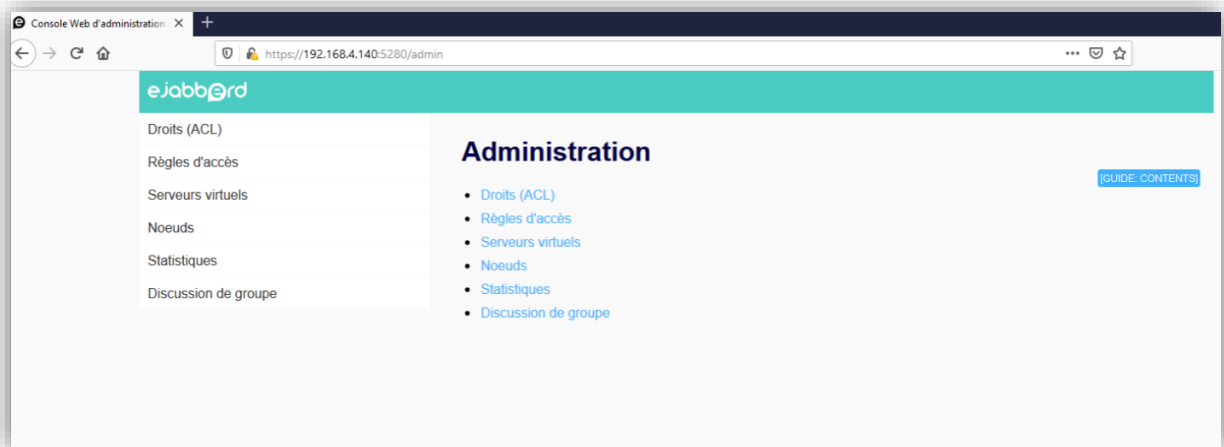 Console Web d'administration
https://192.168.4.140:5280/admin
ejabberd
Droits (ACL)
Règles d'accès
Serveurs virtuels
Noeuds
Statistiques
Discussion de groupe
Administration
[GUIDE: CONTENTS]
Droits (ACL)
Règles d'accès
Serveurs virtuels
Noeuds
Statistiques
Discussion de groupe